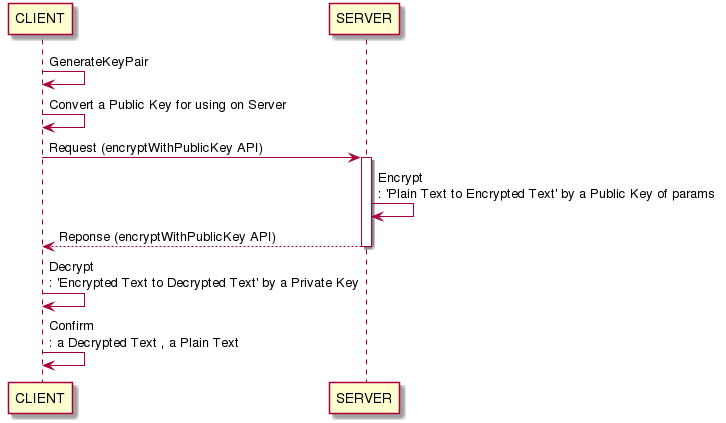 CLIENT
SERVER
GenerateKeyPair
Convert a Public Key for using on Server
Request (encryptWithPublicKey API)
Encrypt
: 'Plain Text to Encrypted Text' by a Public Key of params
Reponse (encryptWithPublicKey API)
Decrypt
: 'Encrypted Text to Decrypted Text' by a Private Key
Confirm
: a Decrypted Text , a Plain Text
CLIENT
SERVER